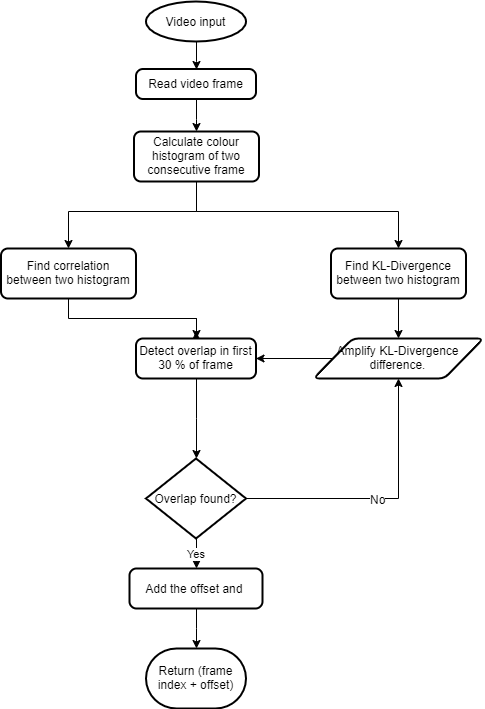 Video input
Read video frame
Calculate colour
histogram of two
consecutive frame
Find correlation
between two histogram
Find KL-Divergence
between two histogram
Detect overlap in first
30 % of frame
Amplify KL-Divergence
difference.
Overlap found?
No
Yes
Add the offset and
Return (frame
index + offset)